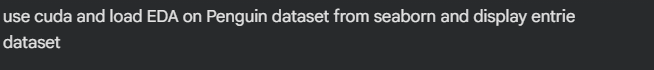 use cuda and load EDA on Penguin dataset from seaborn and display entrie
dataset